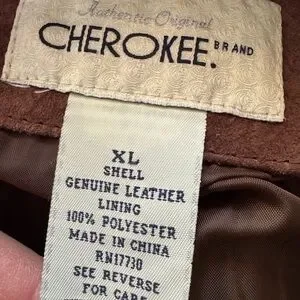 Authentic Original
CHEROKEE. BRAND
XL
SHELL
GENUINE LEATHER
LINING
100% POLYESTER
MADE IN CHINA
RN17730
SEE REVERSE
FOR CARE